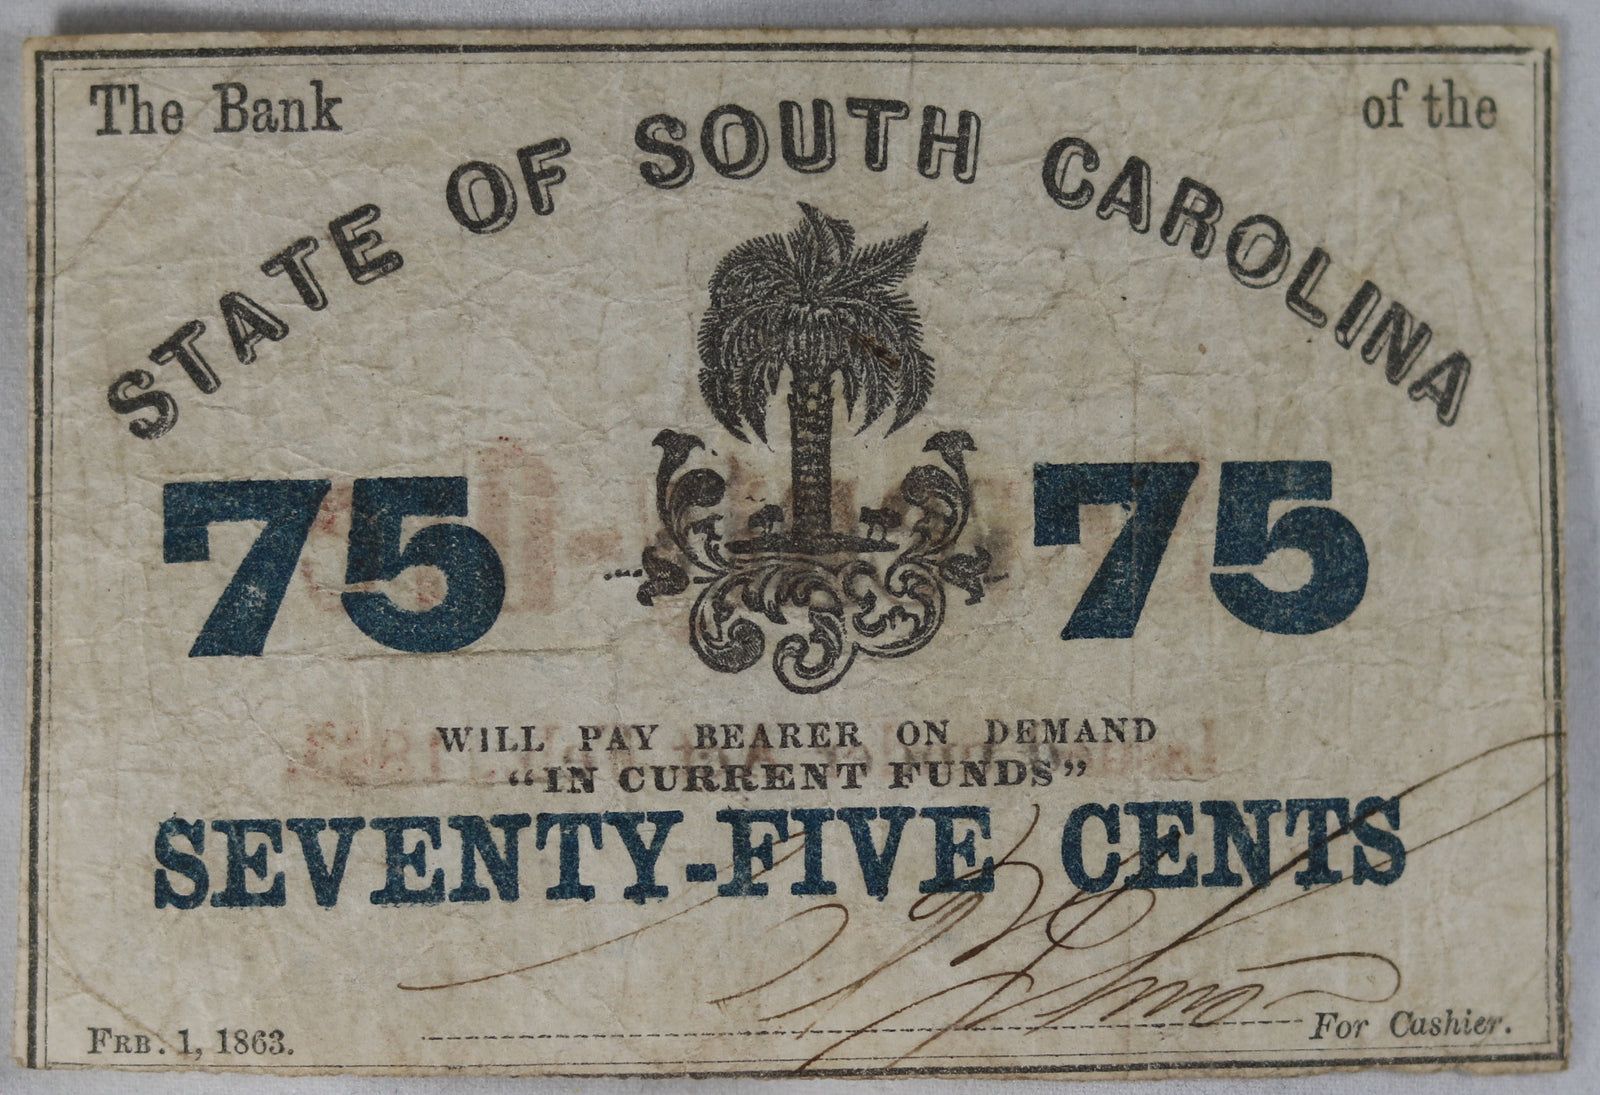 The Bank of the
STATE OF SOUTH CAROLINA
75 75
WILL PAY BEARER ON DEMAND
“IN CURRENT FUNDS”
SEVENTY-FIVE CENTS
FRB. 1, 1863.
For Cashier.